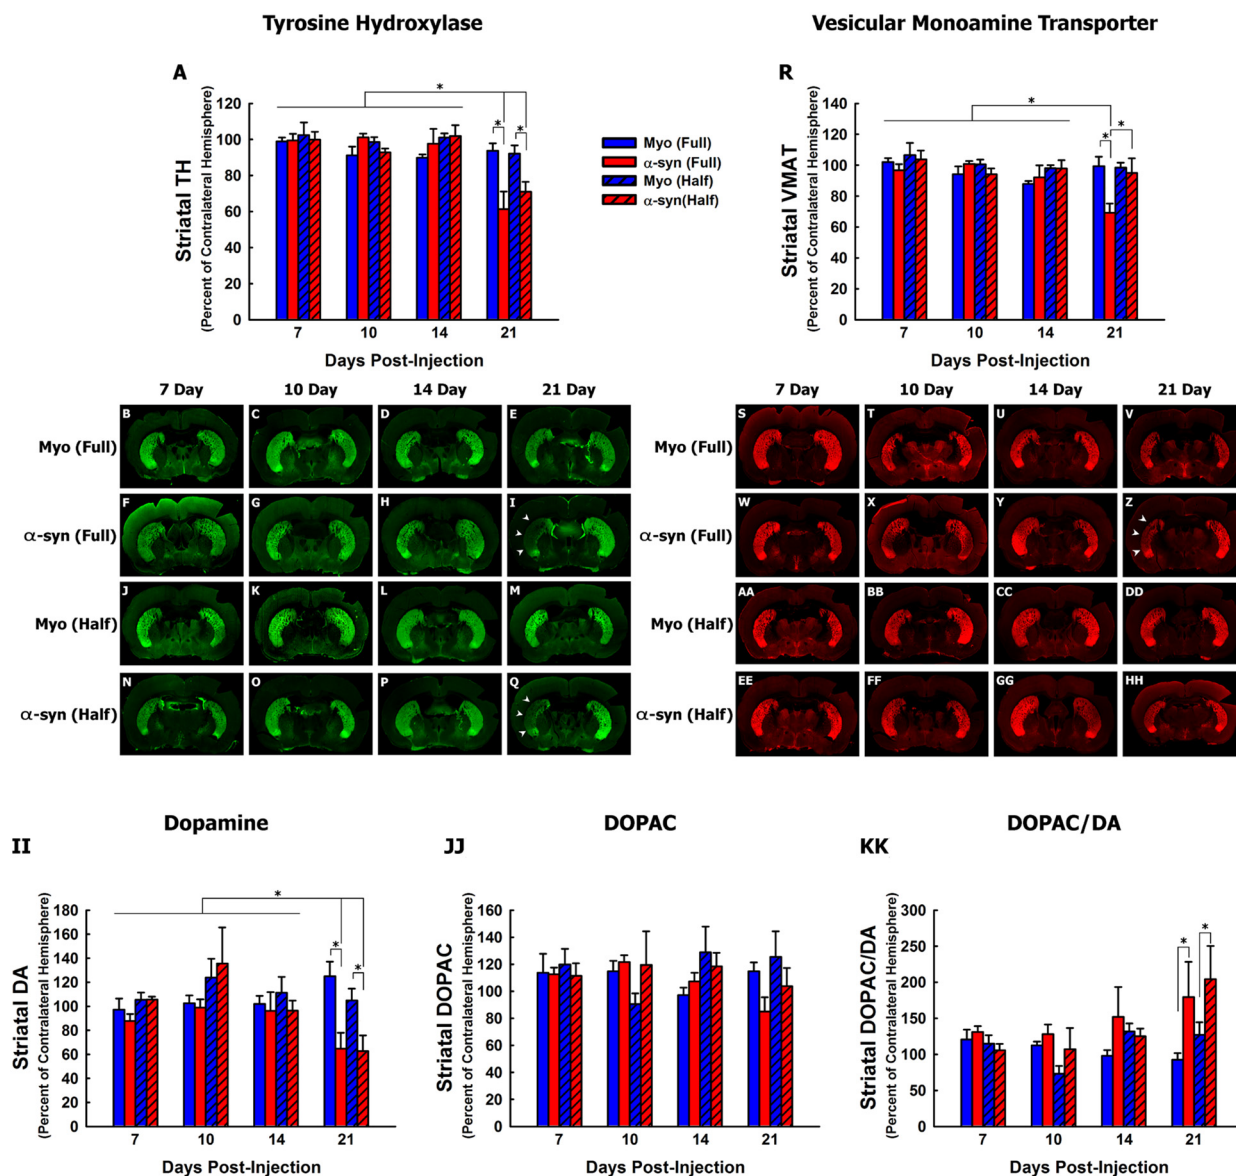 Tyrosine Hydroxylase
Vesicular Monoamine Transporter
A
Striatal TH
(Percent of Contralateral Hemisphere)
120
100
80
60
40
20
0
*
*
*
7 10 14 21
Days Post-Injection
Myo (Full)
α-syn (Full)
Myo (Half)
α-syn(Half)
R
Striatal VMAT
(Percent of Contralateral Hemisphere)
140
120
100
80
60
40
20
0
*
*
*
7 10 14 21
Days Post-Injection
7 Day 10 Day 14 Day 21 Day
Myo (Full)
B C D E
α-syn (Full)
F G H I
Myo (Half)
J K L M
α-syn (Half)
N O P Q
7 Day 10 Day 14 Day 21 Day
Myo (Full)
S T U V
α-syn (Full)
W X Y Z
Myo (Half)
AA BB CC DD
α-syn (Half)
EE FF GG HH
Dopamine
II
Striatal DA
(Percent of Contralateral Hemisphere)
180
160
140
120
100
80
60
40
20
0
*
*
*
7 10 14 21
Days Post-Injection
DOPAC
JJ
Striatal DOPAC
(Percent of Contralateral Hemisphere)
160
140
120
100
80
60
40
20
0
7 10 14 21
Days Post-Injection
DOPAC/DA
KK
Striatal DOPAC/DA
(Percent of Contralateral Hemisphere)
300
250
200
150
100
50
0
*
*
7 10 14 21
Days Post-Injection